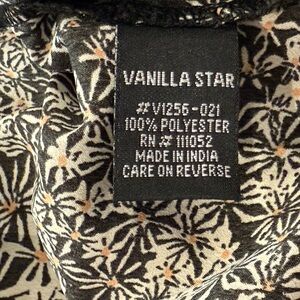 VANILLA STAR
#V1256-021
100% POLYESTER
RN# 111052
MADE IN INDIA
CARE ON REVERSE